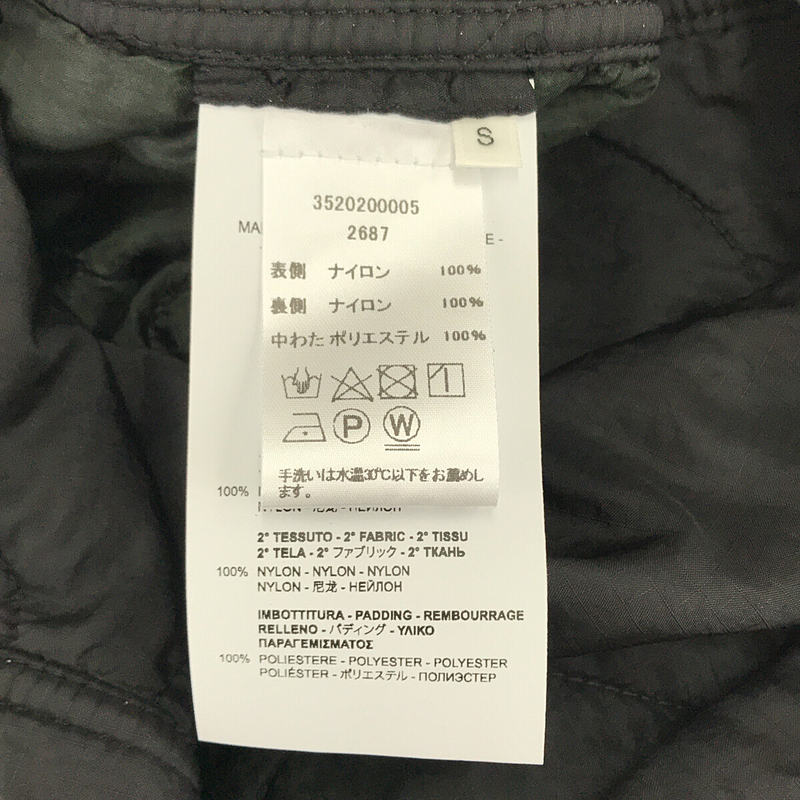 S
3520200005
2687
表側 ナイロン 100%
裏側 ナイロン 100%
中わた ポリエステル 100%
P W
手洗いは水温30℃以下をお薦めし
ます。
100%
NYLON - 尼龙 - НЕЙЛОН
2° TESSUTO - 2° FABRIC - 2° TISSU
2° TELA - 2° ファブリック - 2° ТКАНЬ
100% NYLON - NYLON - NYLON
NYLON - 尼龙 - НЕЙЛОН
IMBOTTITURA - PADDING - REMBOURRAGE
RELLENO - パディング - ΥΛΙΚΟ
ΠΑΡΑΓΕΜΙΣΜΑΤΟΣ
100% POLIESTERE - POLYESTER - POLYESTER
POLIÉSTER - ポリエステル - ПОЛИЭСТЕР